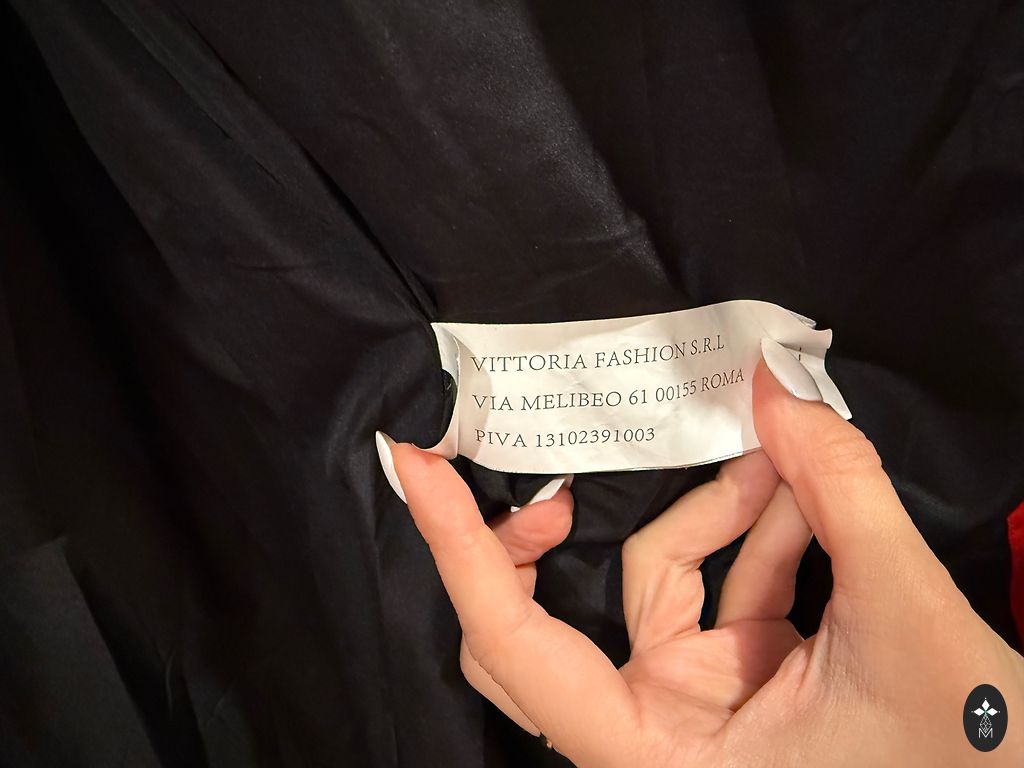 VITTORIA FASHION S.R.L
VIA MELIBEO 61 00155 ROMA
PIVA 13102391003